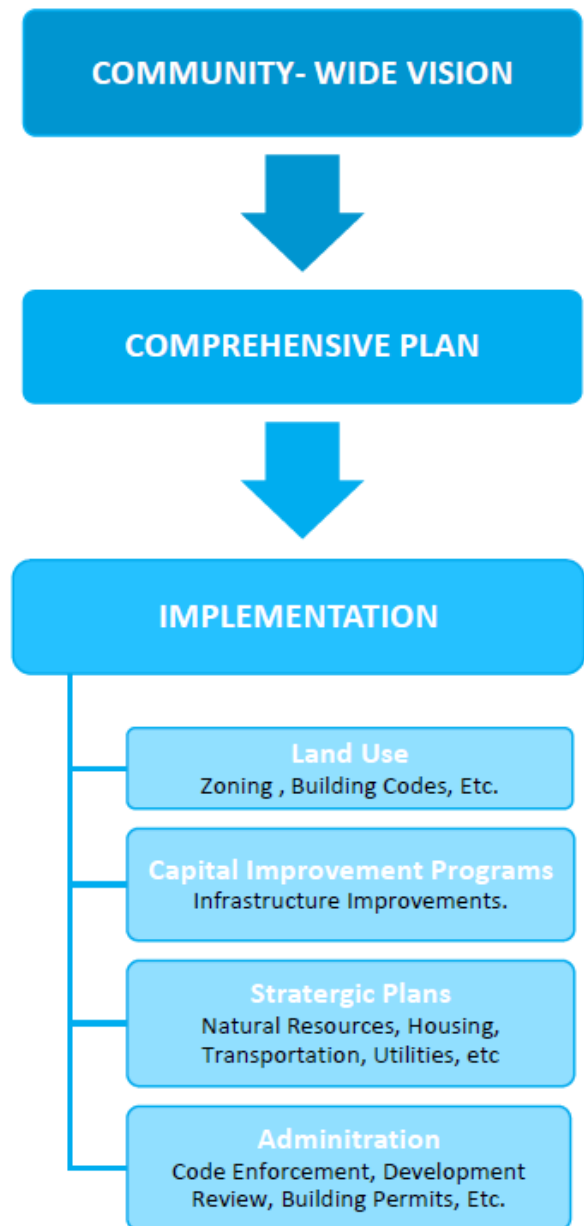 COMMUNITY- WIDE VISION
COMPREHENSIVE PLAN
IMPLEMENTATION
Land Use
Zoning , Building Codes, Etc.
Capital Improvement Programs
Infrastructure Improvements.
Stratergic Plans
Natural Resources, Housing,
Transportation, Utilities, etc
Adminitration
Code Enforcement, Development
Review, Building Permits, Etc.